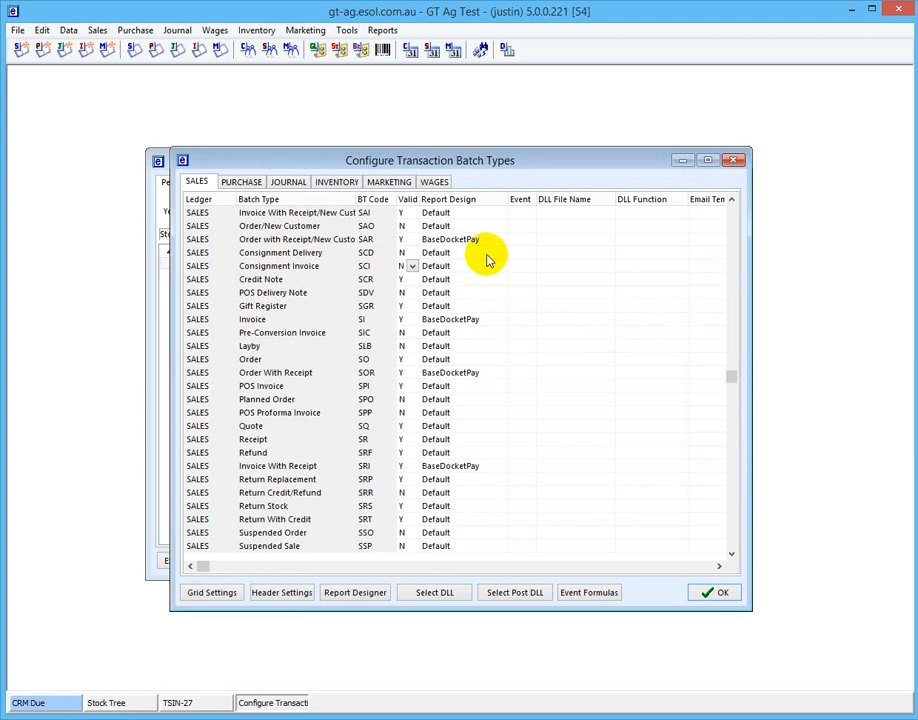 gt-ag.esol.com.au - GT Ag Test - (justin) 5.0.0.221 [54]
File Edit Data Sales Purchase Journal Wages Inventory Marketing Tools Reports
Configure Transaction Batch Types
SALES PURCHASE JOURNAL INVENTORY MARKETING WAGES
Ledger Batch Type BT Code Valid Report Design Event DLL File Name DLL Function Email Tem
SALES Invoice With Receipt/New Cust SAI Y Default
SALES Order/New Customer SAO N Default
SALES Order with Receipt/New Custo SAR Y BaseDocketPay
SALES Consignment Delivery SCD N Default
SALES Consignment Invoice SCI N Default
SALES Credit Note SCR Y Default
SALES POS Delivery Note SDV N Default
SALES Gift Register SGR Y Default
SALES Invoice SI Y BaseDocketPay
SALES Pre-Conversion Invoice SIC N Default
SALES Layby SLB N Default
SALES Order SO Y Default
SALES Order With Receipt SOR Y BaseDocketPay
SALES POS Invoice SPI Y Default
SALES Planned Order SPO N Default
SALES POS Proforma Invoice SPP N Default
SALES Quote SQ Y Default
SALES Receipt SR Y Default
SALES Refund SRF Y Default
SALES Invoice With Receipt SRI Y BaseDocketPay
SALES Return Replacement SRP Y Default
SALES Return Credit/Refund SRR N Default
SALES Return Stock SRS Y Default
SALES Return With Credit SRT Y Default
SALES Suspended Order SSO N Default
SALES Suspended Sale SSP N Default
Grid Settings Header Settings Report Designer Select DLL Select Post DLL Event Formulas OK
CRM Due Stock Tree TSIN-27 Configure Transacti